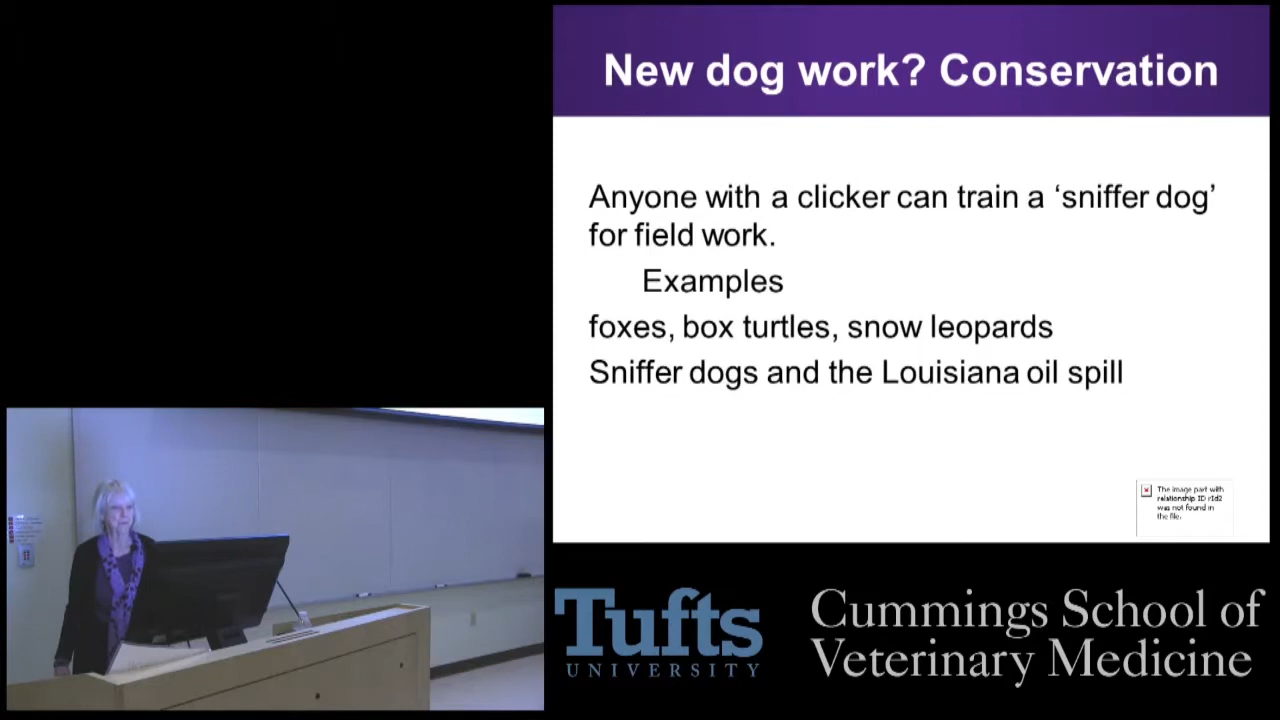 New dog work? Conservation
Anyone with a clicker can train a ‘sniffer dog’
for field work.
Examples
foxes, box turtles, snow leopards
Sniffer dogs and the Louisiana oil spill
The image part with
relationship ID rId2
was not found in
the file.
Tufts
UNIVERSITY
Cummings School of
Veterinary Medicine